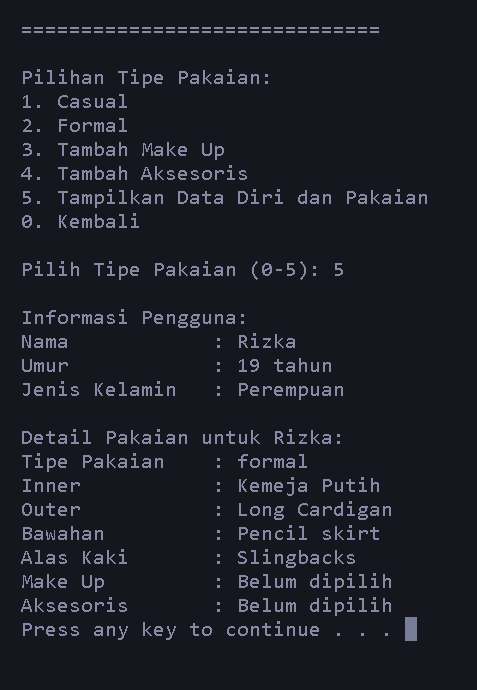 ==============================
Pilihan Tipe Pakaian:
1. Casual
2. Formal
3. Tambah Make Up
4. Tambah Aksesoris
5. Tampilkan Data Diri dan Pakaian
0. Kembali
Pilih Tipe Pakaian (0-5): 5
Informasi Pengguna:
Nama            : Rizka
Umur            : 19 tahun
Jenis Kelamin   : Perempuan
Detail Pakaian untuk Rizka:
Tipe Pakaian    : formal
Inner           : Kemeja Putih
Outer           : Long Cardigan
Bawahan         : Pencil skirt
Alas Kaki       : Slingbacks
Make Up         : Belum dipilih
Aksesoris       : Belum dipilih
Press any key to continue . . .